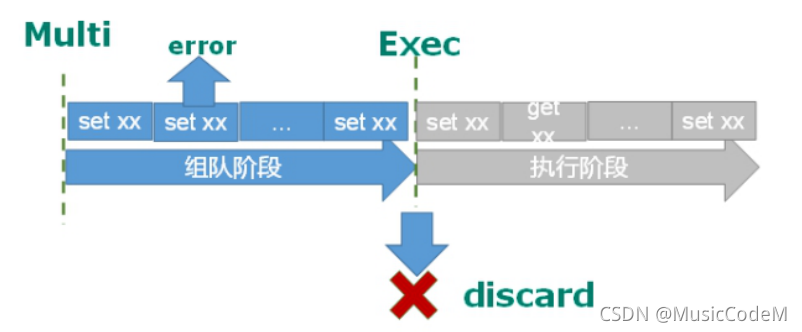 Multi
error
Exec
set xx
set xx
...
set xx
set xx
get
xx
...
set xx
组队阶段
执行阶段
discard
CSDN @MusicCodeM